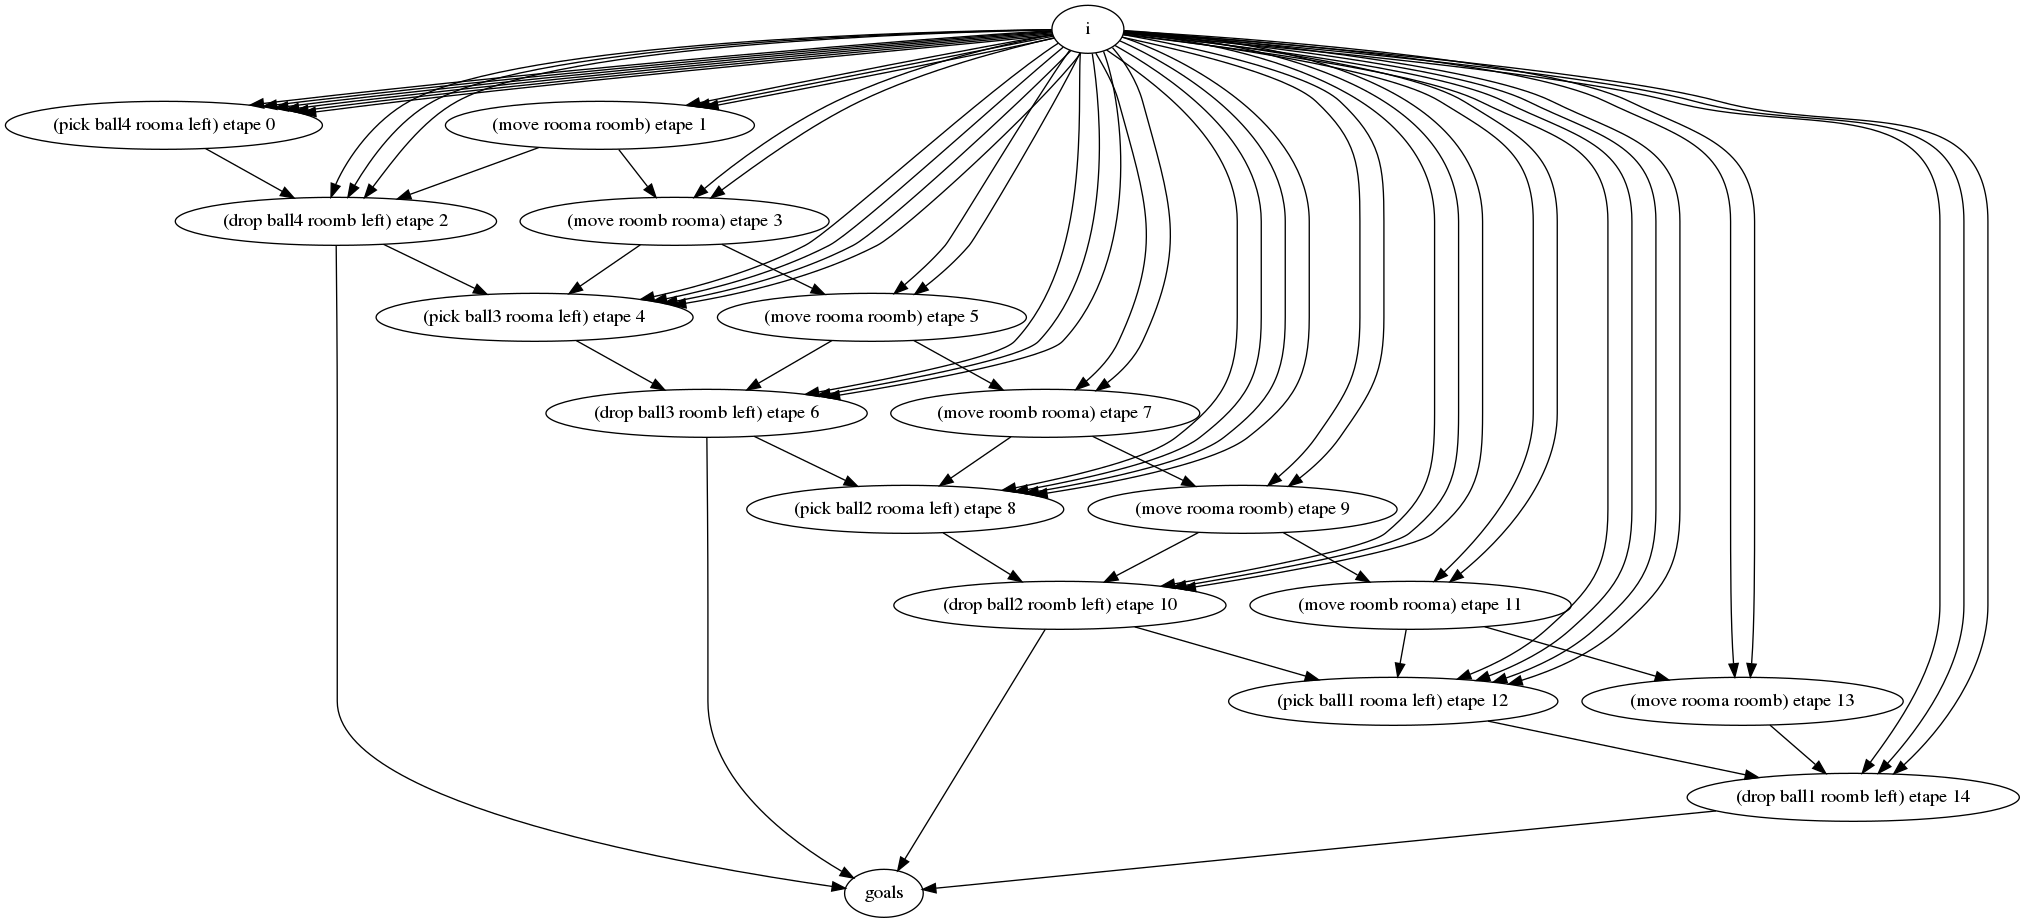 i
(pick ball4 rooma left) etape 0
(move rooma roomb) etape 1
(drop ball4 roomb left) etape 2
(move roomb rooma) etape 3
(pick ball3 rooma left) etape 4
(move rooma roomb) etape 5
(drop ball3 roomb left) etape 6
(move roomb rooma) etape 7
(pick ball2 rooma left) etape 8
(move rooma roomb) etape 9
(drop ball2 roomb left) etape 10
(move roomb rooma) etape 11
(pick ball1 rooma left) etape 12
(move rooma roomb) etape 13
(drop ball1 roomb left) etape 14
goals